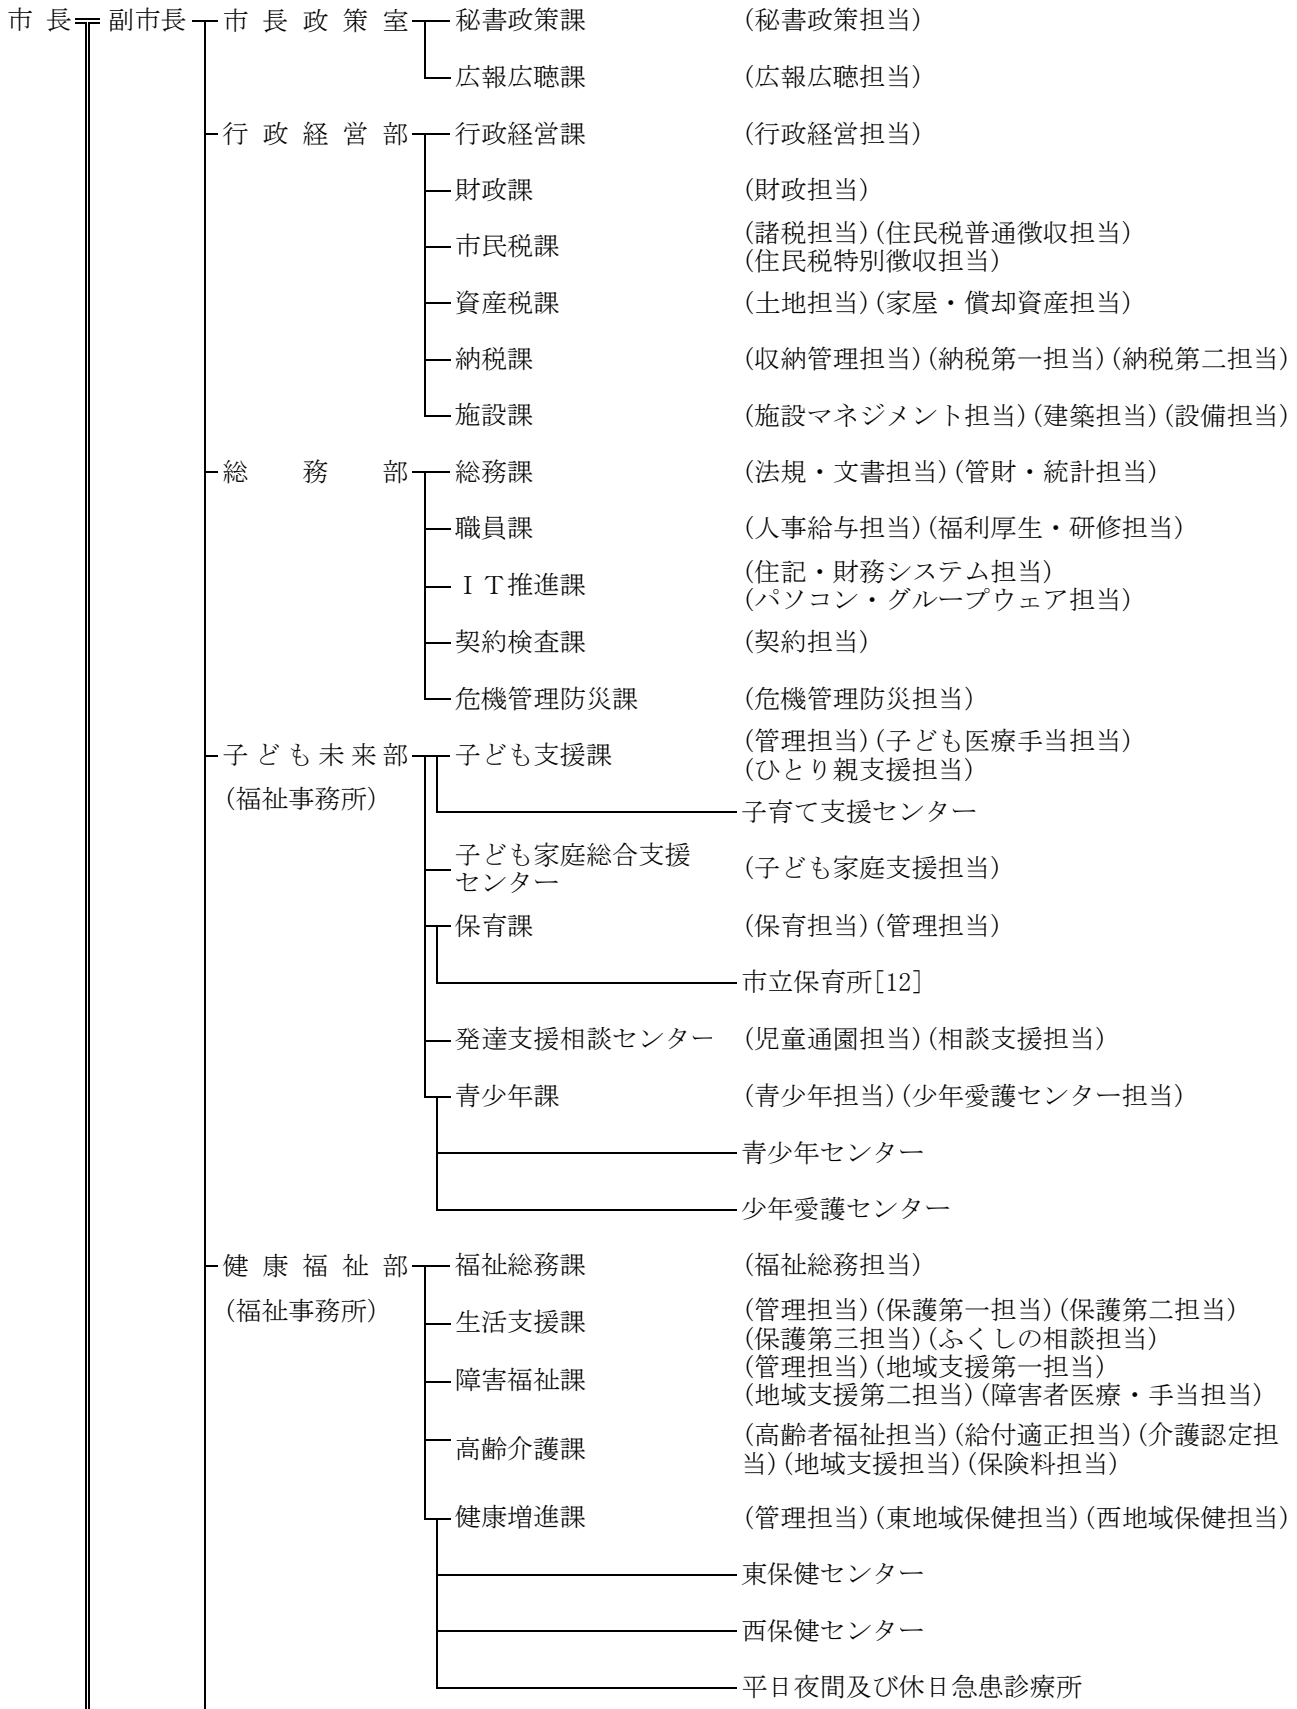 市長 副市長 市長政策室 秘書政策課 (秘書政策担当)
広報広聴課 (広報広聴担当)
行政経営部 行政経営課 (行政経営担当)
財政課 (財政担当)
市民税課 (諸税担当)(住民税普通徴収担当)
(住民税特別徴収担当)
資産税課 (土地担当)(家屋・償却資産担当)
納税課 (収納管理担当)(納税第一担当)(納税第二担当)
施設課 (施設マネジメント担当)(建築担当)(設備担当)
総務部 総務課 (法規・文書担当)(管財・統計担当)
職員課 (人事給与担当)(福利厚生・研修担当)
ＩＴ推進課 (住記・財務システム担当)
(パソコン・グループウェア担当)
契約検査課 (契約担当)
危機管理防災課 (危機管理防災担当)
子ども未来部 子ども支援課 (管理担当)(子ども医療手当担当)
(ひとり親支援担当)
(福祉事務所)
子育て支援センター
子ども家庭総合支援
センター (子ども家庭支援担当)
保育課 (保育担当)(管理担当)
市立保育所[12]
発達支援相談センター (児童通園担当)(相談支援担当)
青少年課 (青少年担当)(少年愛護センター担当)
青少年センター
少年愛護センター
健康福祉部 福祉総務課 (福祉総務担当)
(福祉事務所)
生活支援課 (管理担当)(保護第一担当)(保護第二担当)
(保護第三担当)(ふくしの相談担当)
障害福祉課 (管理担当)(地域支援第一担当)
(地域支援第二担当)(障害者医療・手当担当)
高齢介護課 (高齢者福祉担当)(給付適正担当)(介護認定担
当)(地域支援担当)(保険料担当)
健康増進課 (管理担当)(東地域保健担当)(西地域保健担当)
東保健センター
西保健センター
平日夜間及び休日急患診療所